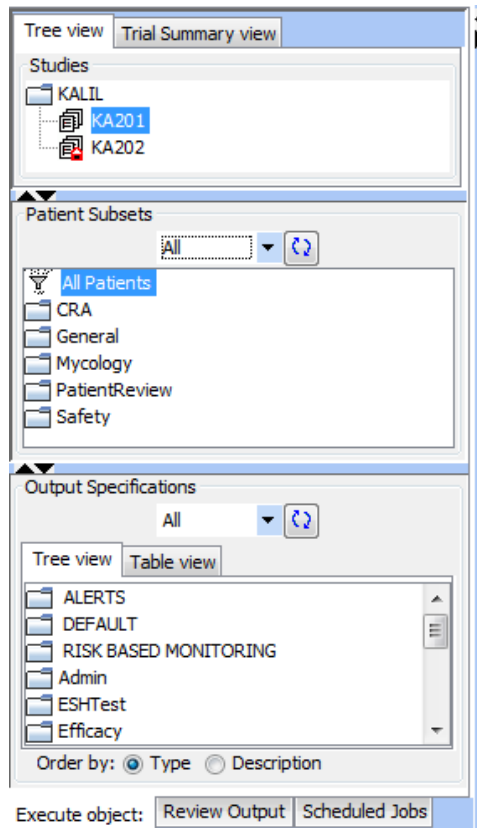 Tree view Trial Summary view
Studies
KALIL
KA201
KA202
Patient Subsets
All
All Patients
CRA
General
Mycology
PatientReview
Safety
Output Specifications
All
Tree view Table view
ALERTS
DEFAULT
RISK BASED MONITORING
Admin
ESHTest
Efficacy
Order by: Type Description
Execute object: Review Output Scheduled Jobs